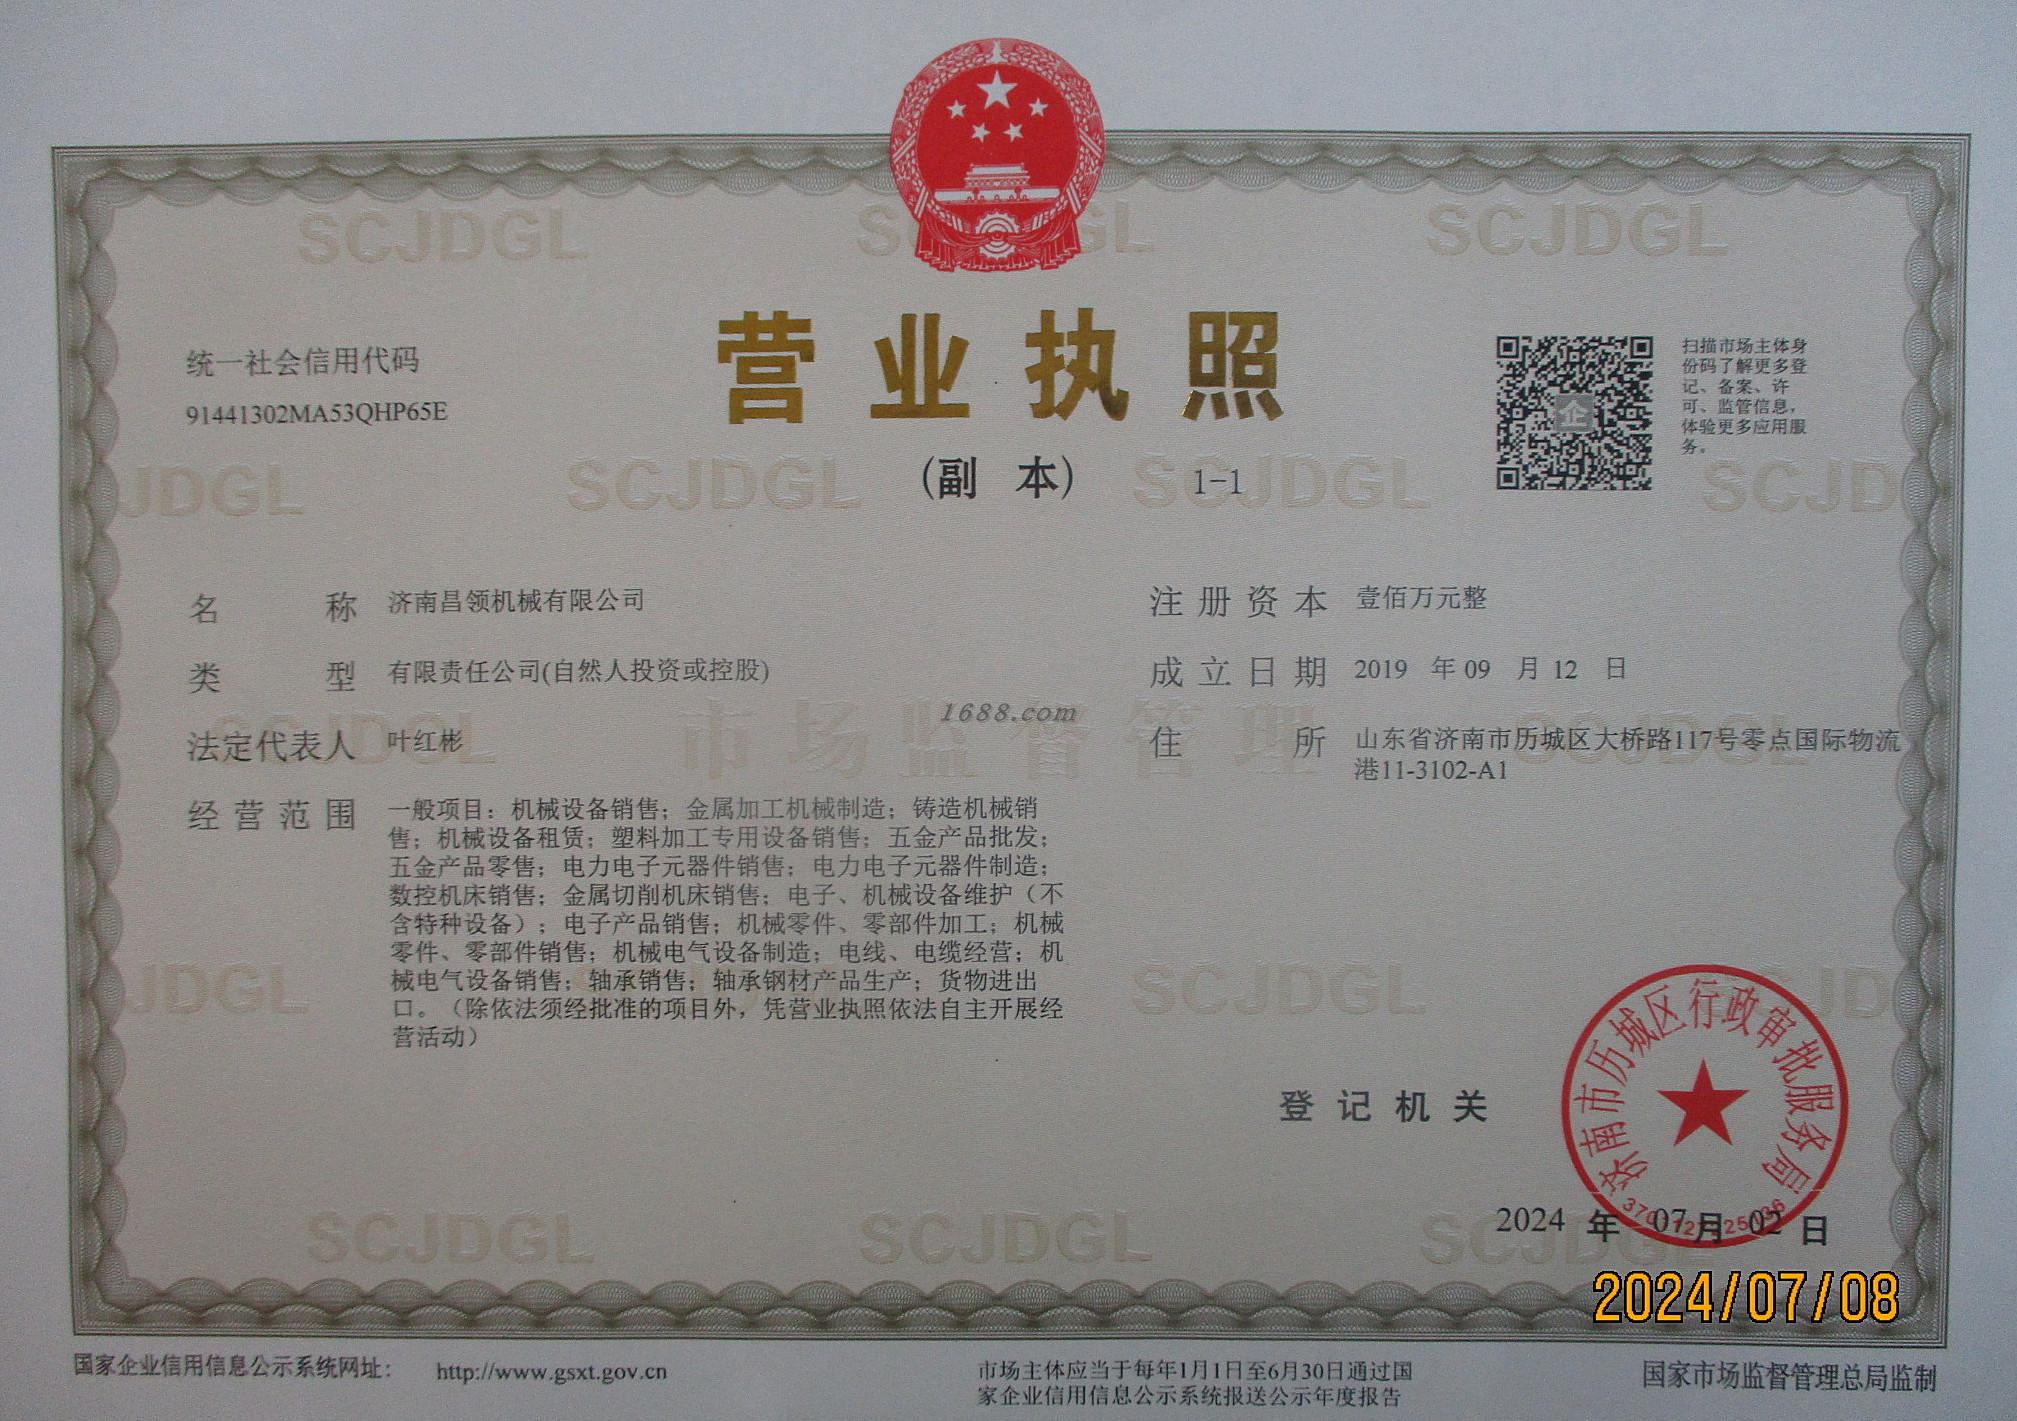 营业执照
(副 本) 1-1
统一社会信用代码
91441302MA53QHP65E
扫描市场主体身
份码了解更多登
记、备案、许
可、监管信息，
体验更多应用服
务。
名 称 济南昌领机械有限公司
类 型 有限责任公司(自然人投资或控股)
法定代表人 叶红彬
经营范围 一般项目：机械设备销售；金属加工机械制造；铸造机械销
售；机械设备租赁；塑料加工专用设备销售；五金产品批发；
五金产品零售；电力电子元器件销售；电力电子元器件制造；
数控机床销售；金属切削机床销售；电子、机械设备维护（不
含特种设备）；电子产品销售；机械零件、零部件加工；机械
零件、零部件销售；机械电气设备制造；电线、电缆经营；机
械电气设备销售；轴承销售；轴承钢材产品生产；货物进出
口。（除依法须经批准的项目外，凭营业执照依法自主开展经
营活动）
注册资本 壹佰万元整
成立日期 2019 年 09 月 12 日
住 所 山东省济南市历城区大桥路117号零点国际物流
港11-3102-A1
1688.com
市场监督管理
SCJDGL
登记机关
济南市历城区行政审批服务局
2024 年 07 月 02 日
2024/07/08
国家企业信用信息公示系统网址： http://www.gsxt.gov.cn
市场主体应当于每年1月1日至6月30日通过国
家企业信用信息公示系统报送公示年度报告
国家市场监督管理总局监制